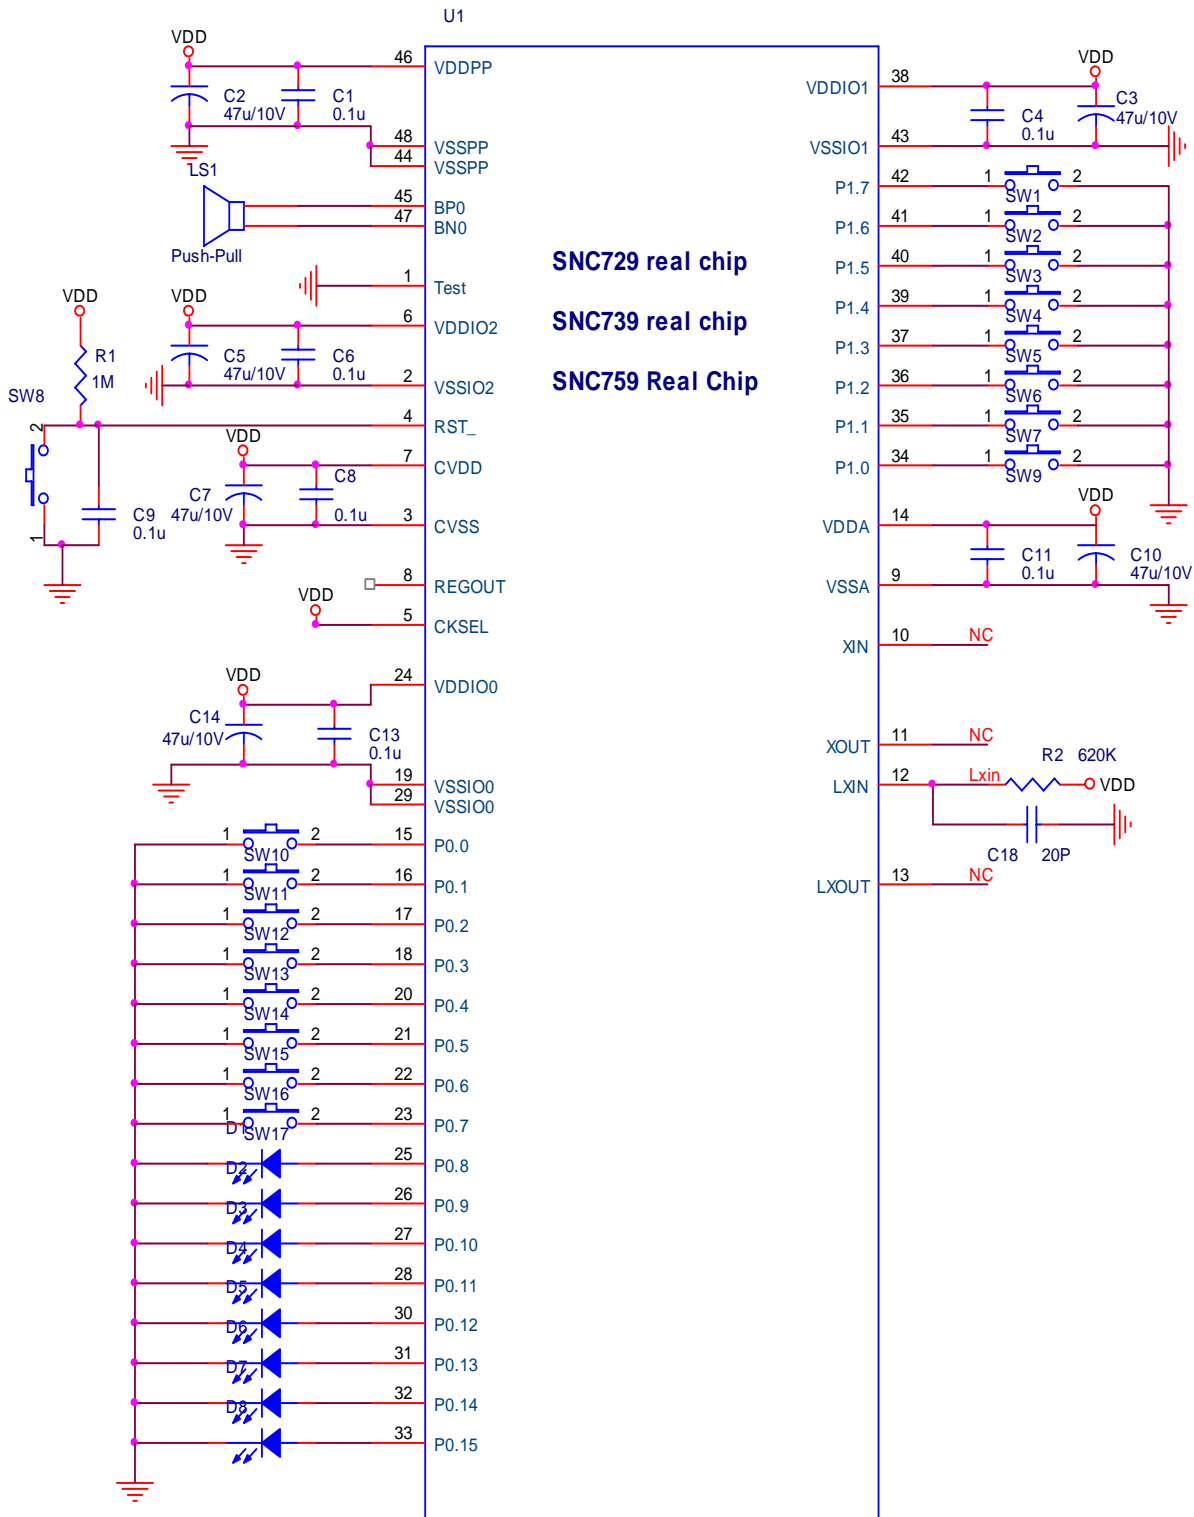 U1
VDD
46
VDDPP
C2
47u/10V
C1
0.1u
48
VSSPP
44
VSSPP
LS1
45
BP0
47
BN0
Push-Pull
1
Test
VDD
VDD
6
VDDIO2
R1
1M
C5
47u/10V
C6
0.1u
2
VSSIO2
SW8
2
4
RST_
VDD
7
CVDD
C7
47u/10V
C8
0.1u
C9
0.1u
1
3
CVSS
8
REGOUT
VDD
5
CKSEL
VDD
24
VDDIO0
C14
47u/10V
C13
0.1u
19
VSSIO0
29
VSSIO0
1 2 15
SW10 P0.0
1 2 16
SW11 P0.1
1 2 17
SW12 P0.2
1 2 18
SW13 P0.3
1 2 20
SW14 P0.4
1 2 21
SW15 P0.5
1 2 22
SW16 P0.6
1 2 23
D1 SW17 P0.7
25
D2 P0.8
26
D3 P0.9
27
D4 P0.10
28
D5 P0.11
30
D6 P0.12
31
D7 P0.13
32
D8 P0.14
33
P0.15
SNC729 real chip
SNC739 real chip
SNC759 Real Chip
VDD
38
VDDIO1
C4
0.1u
C3
47u/10V
43
VSSIO1
42 1 2
P1.7 SW1
41 1 2
P1.6 SW2
40 1 2
P1.5 SW3
39 1 2
P1.4 SW4
37 1 2
P1.3 SW5
36 1 2
P1.2 SW6
35 1 2
P1.1 SW7
34 1 2
P1.0 SW9
VDD
14
VDDA
C11
0.1u
C10
47u/10V
9
VSSA
10 NC
XIN
11 NC
XOUT
R2 620K
12 Lxin
LXIN
VDD
C18 20P
13 NC
LXOUT